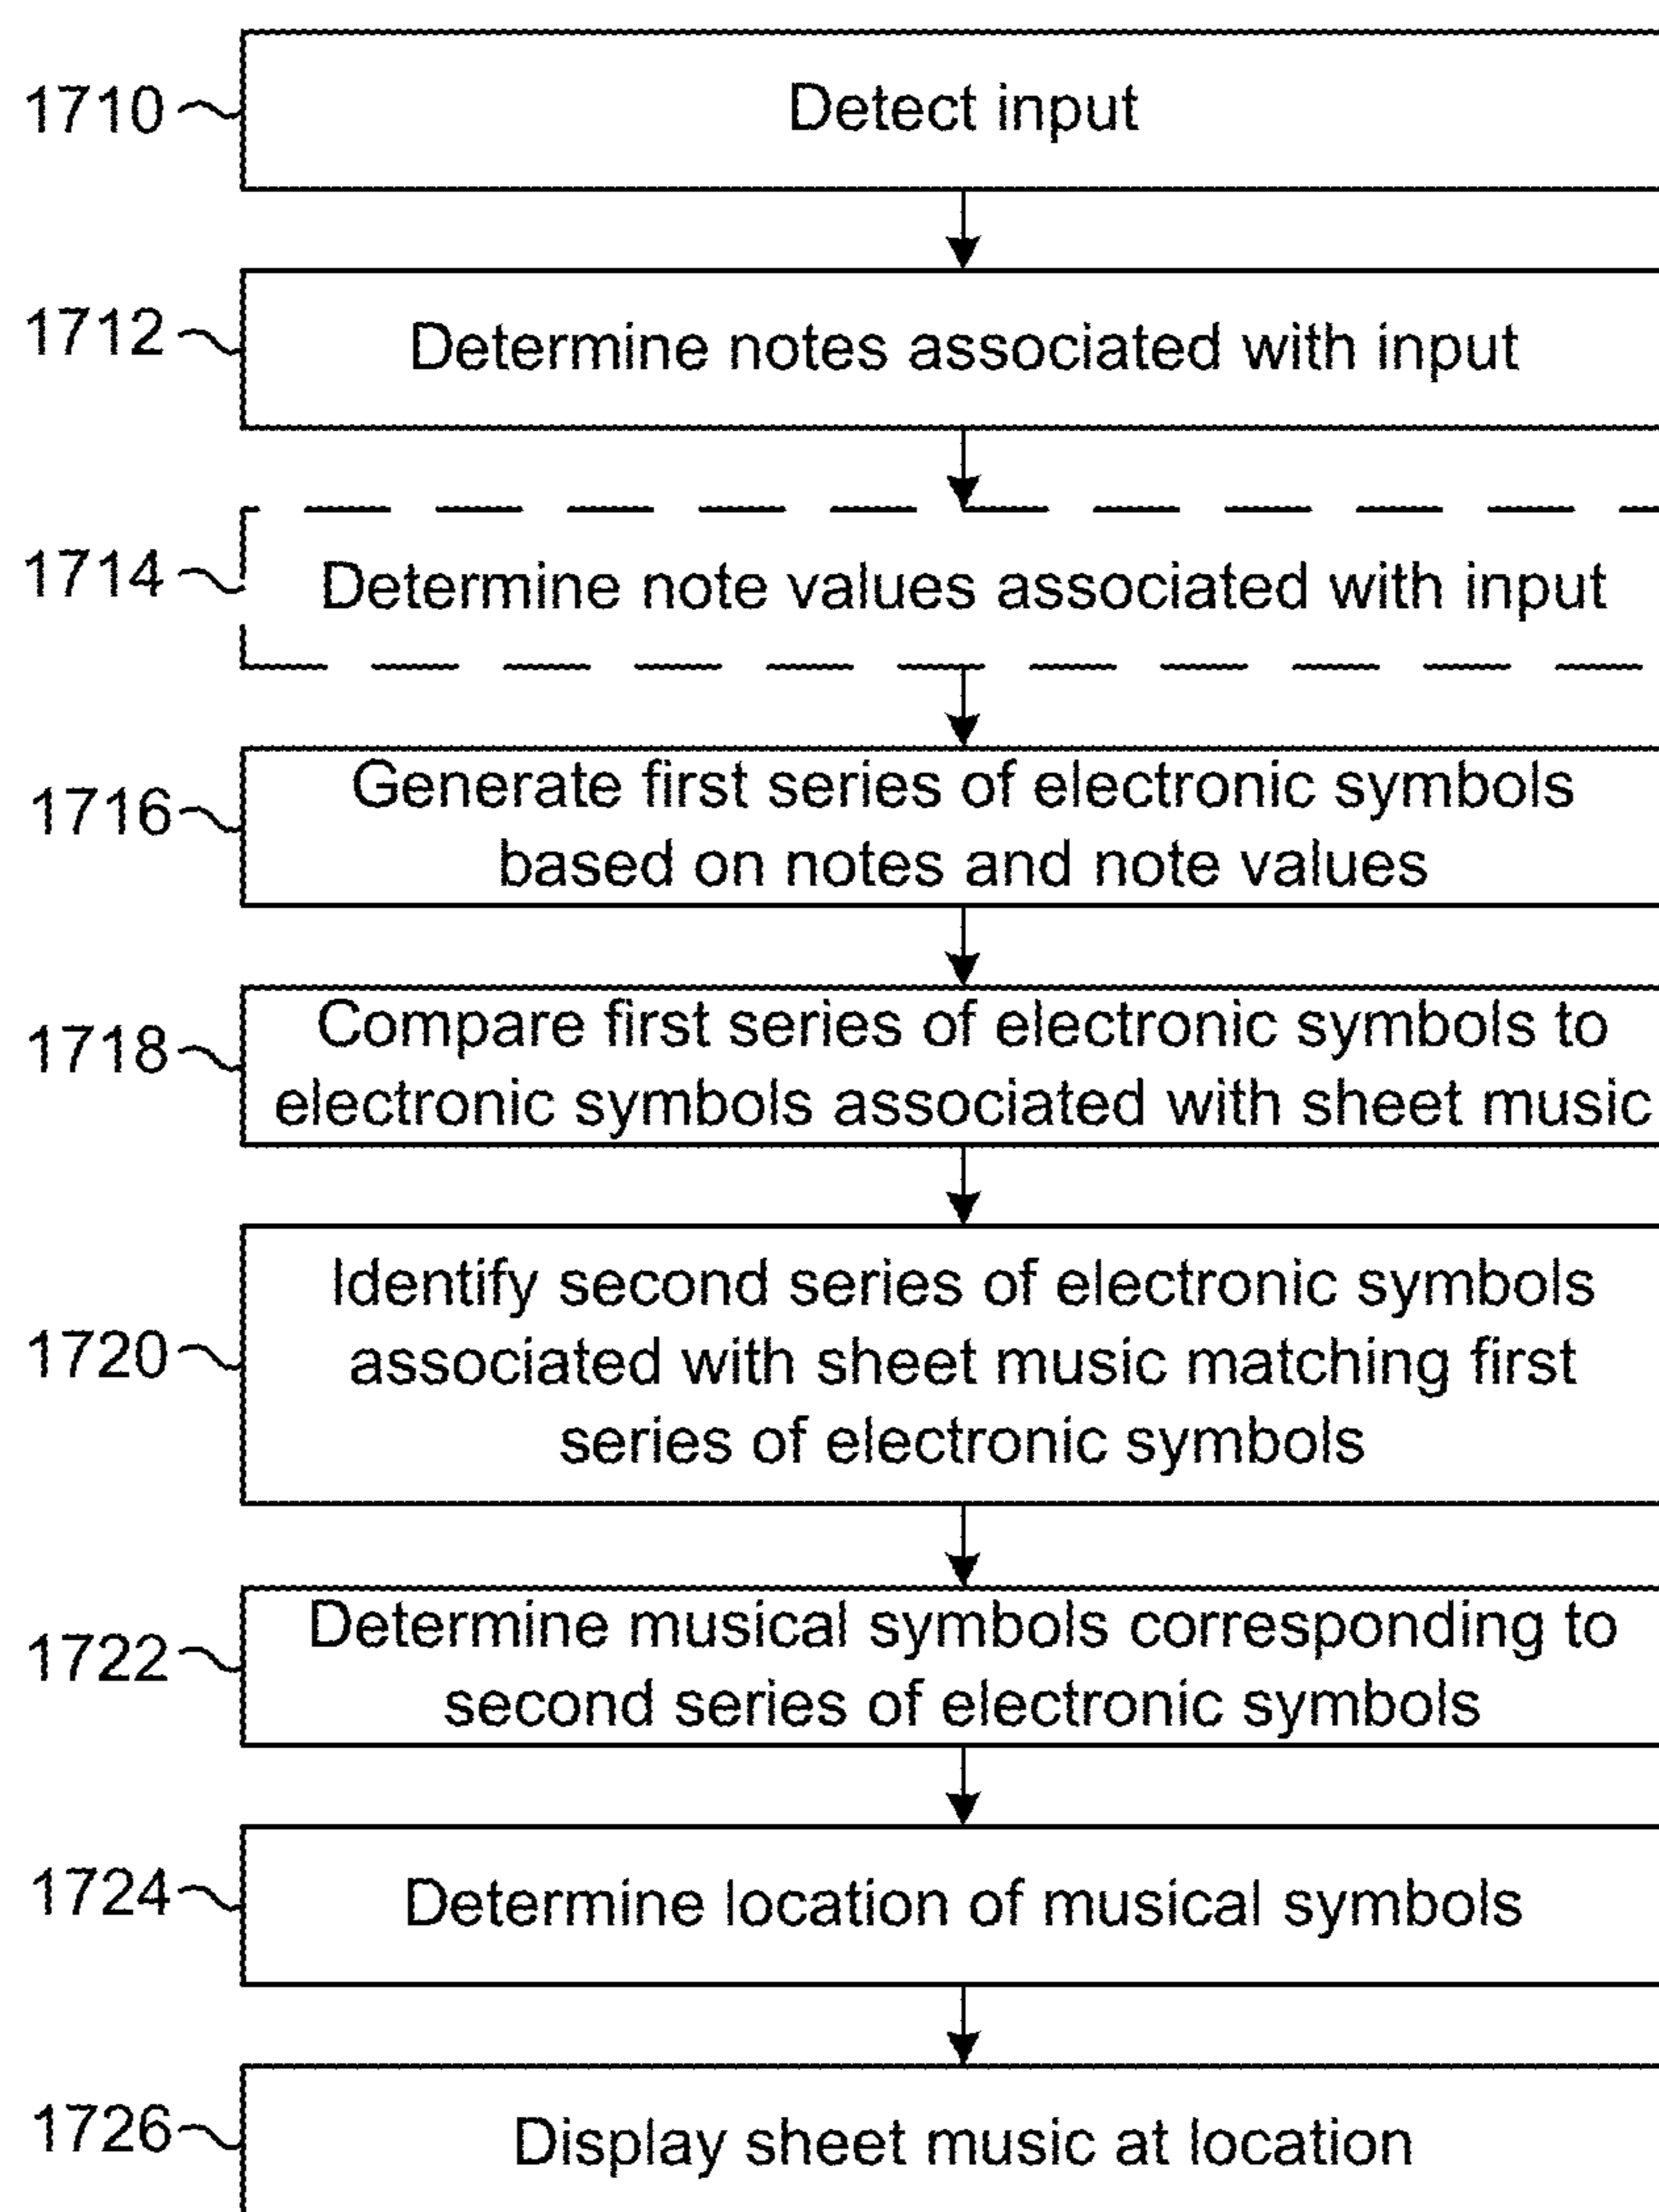 1710
Detect input
1712
Determine notes associated with input
1714
Determine note values associated with input
1716
Generate first series of electronic symbols
based on notes and note values
1718
Compare first series of electronic symbols to
electronic symbols associated with sheet music
1720
Identify second series of electronic symbols
associated with sheet music matching first
series of electronic symbols
1722
Determine musical symbols corresponding to
second series of electronic symbols
1724
Determine location of musical symbols
1726
Display sheet music at location